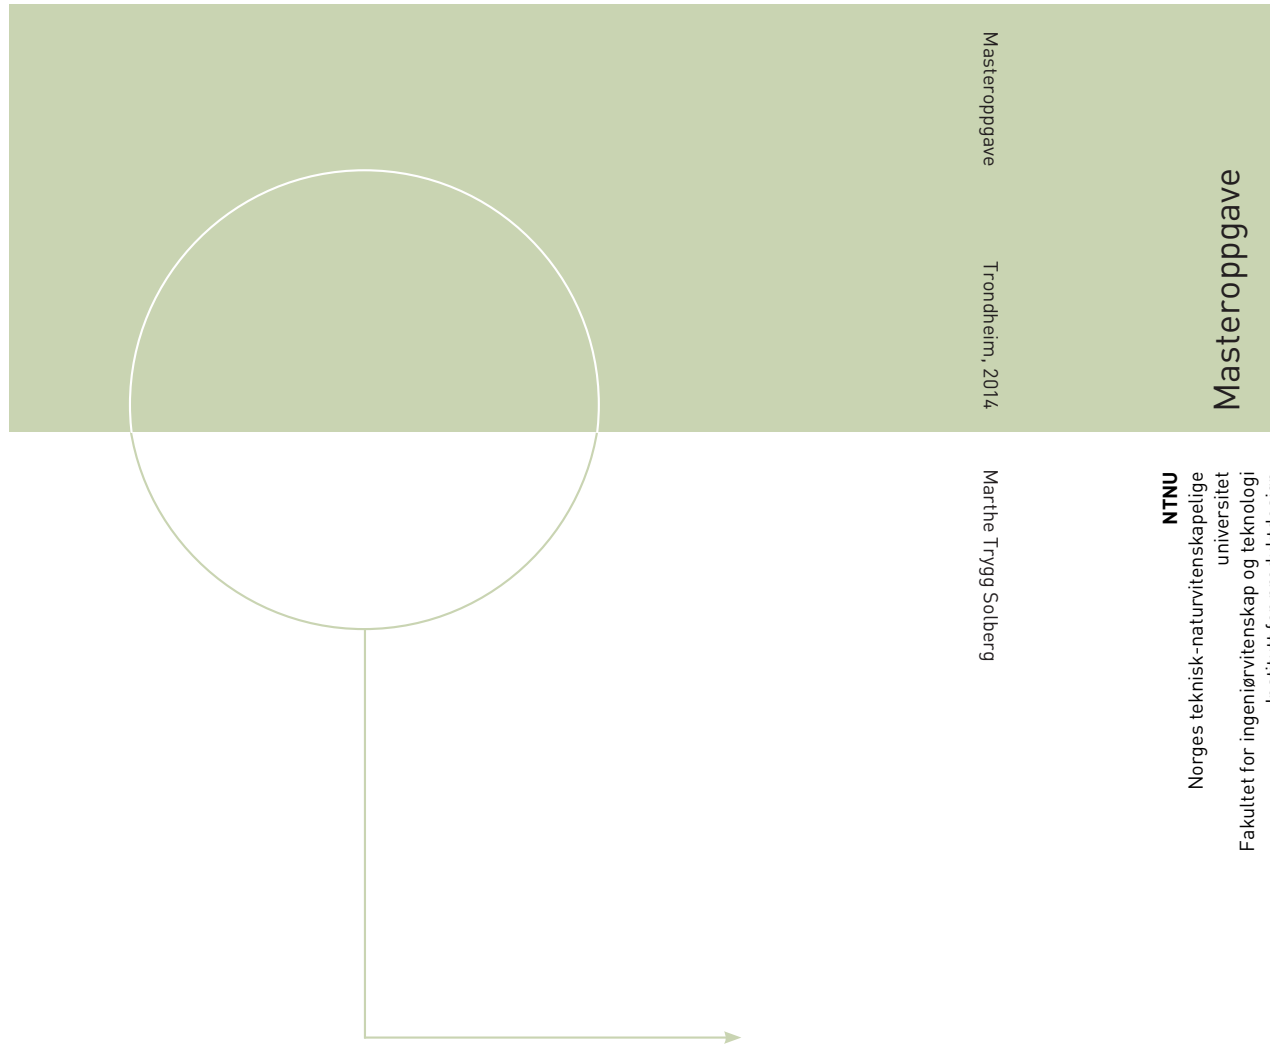 Masteroppgave
Trondheim, 2014
Marthe Trygg Solberg
Masteroppgave
NTNU
Norges teknisk-naturvitenskapelige
universitet
Fakultet for ingeniørvitenskap og teknologi